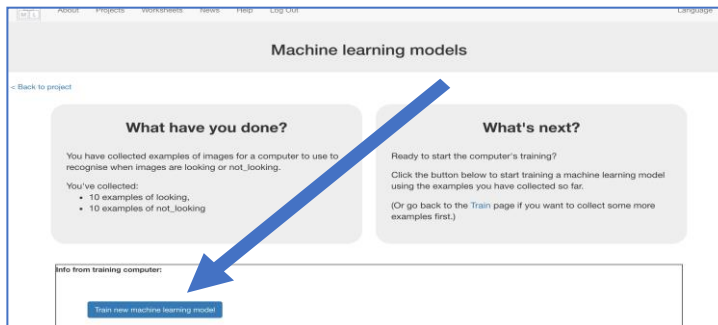 M L
About Projects Worksheets News Help Log Out Language
Machine learning models
< Back to project
What have you done?
You have collected examples of images for a computer to use to
recognise when images are looking or not_looking.
You've collected:
• 10 examples of looking,
• 10 examples of not_looking
What's next?
Ready to start the computer's training?
Click the button below to start training a machine learning model
using the examples you have collected so far.
(Or go back to the Train page if you want to collect some more
examples first.)
Info from training computer:
Train new machine learning model